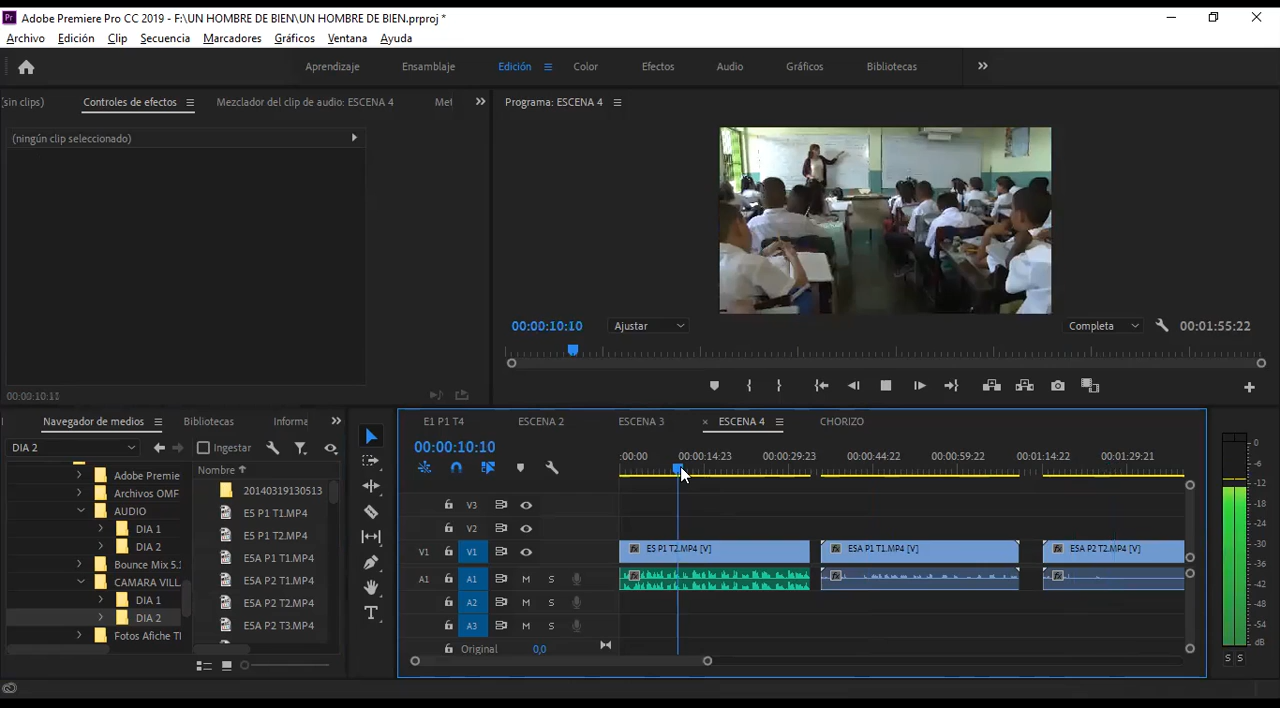 Adobe Premiere Pro CC 2019 - F:\UN HOMBRE DE BIEN\UN HOMBRE DE BIEN.prproj *
Archivo Edición Clip Secuencia Marcadores Gráficos Ventana Ayuda
Aprendizaje Ensamblaje Edición Color Efectos Audio Gráficos Bibliotecas
(sin clips) Controles de efectos Mezclador del clip de audio: ESCENA 4 Met
Programa: ESCENA 4
(ningún clip seleccionado)
00:00:10:10 Ajustar Completa 00:01:55:22
00:00:10:11
Navegador de medios Bibliotecas Informa
DIA 2 Ingestar
Nombre
Adobe Premie
Archivos OMF
AUDIO
DIA 1
DIA 2
Bounce Mix 5.1
CAMARA VILL
DIA 1
DIA 2
Fotos Afiche TI
20140319130513
E5 P1 T1.MP4
E5 P1 T2.MP4
E5A P1 T1.MP4
E5A P2 T1.MP4
E5A P2 T2.MP4
E5A P2 T3.MP4
E1 P1 T4 ESCENA 2 ESCENA 3 × ESCENA 4 CHORIZO
00:00:10:10
:00:00 00:00:14:23 00:00:29:23 00:00:44:22 00:00:59:22 00:01:14:22 00:01:29:21
V3
V2
V1 V1 E5 P1 T2.MP4 [V] E5A P1 T1.MP4 [V] E5A P2 T2.MP4 [V]
A1 A1 M S
A2 M S
A3 M S
Original 0,0
0
-6
-12
-18
-24
-30
-36
-42
-48
-54
dB
S S